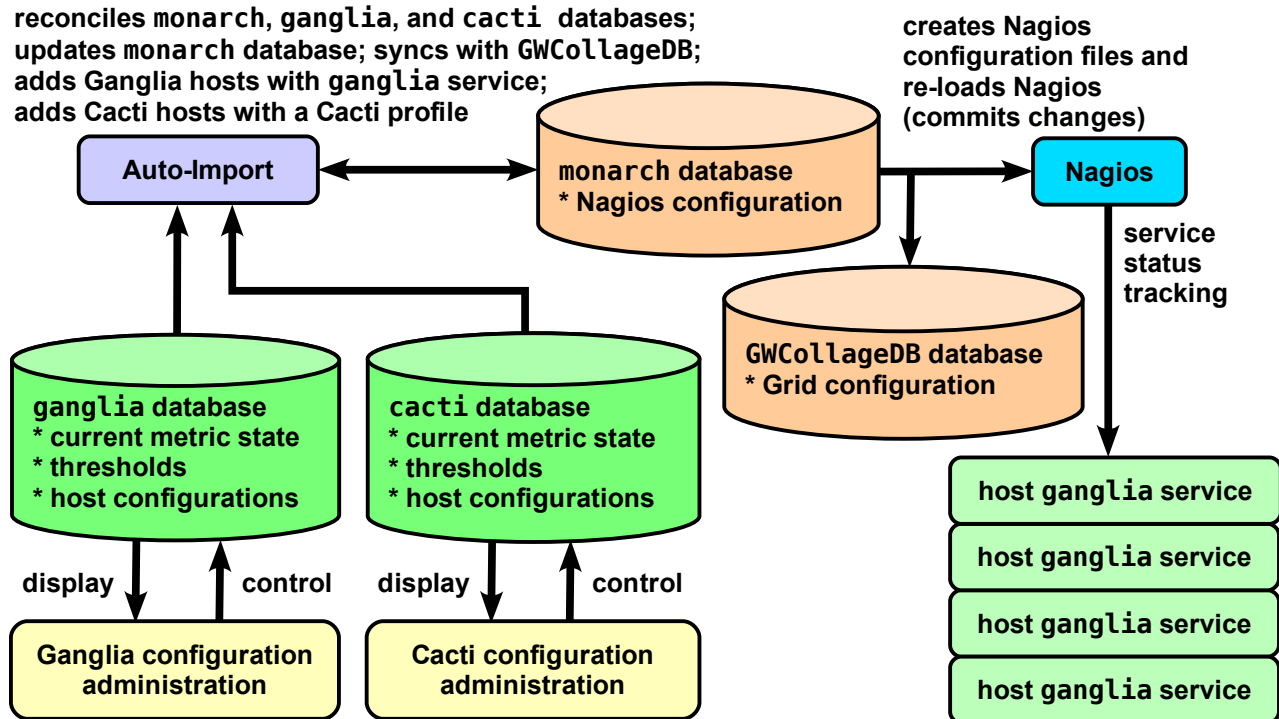 reconciles monarch, ganglia, and cacti databases;
updates monarch database; syncs with GWCollageDB;
adds Ganglia hosts with ganglia service;
adds Cacti hosts with a Cacti profile
creates Nagios
configuration files and
re-loads Nagios
(commits changes)
Auto-Import
monarch database
* Nagios configuration
Nagios
service
status
tracking
GWCollageDB database
* Grid configuration
ganglia database
* current metric state
* thresholds
* host configurations
cacti database
* current metric state
* thresholds
* host configurations
display
control
display
control
Ganglia configuration
administration
Cacti configuration
administration
host ganglia service
host ganglia service
host ganglia service
host ganglia service